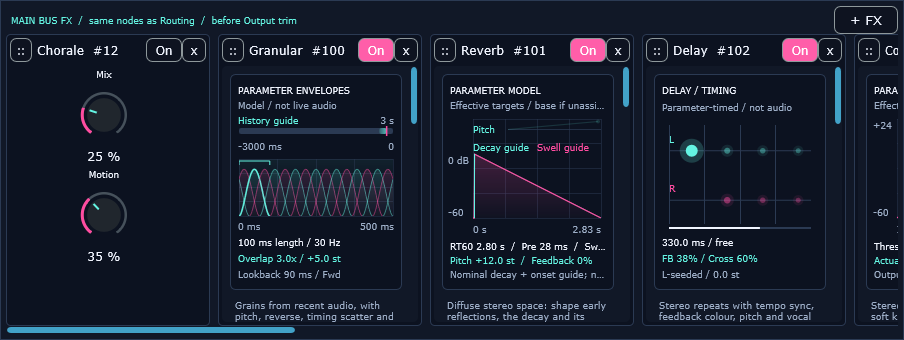 MAIN BUS FX / same nodes as Routing / before Output trim
+ FX
:: Chorale #12 On x
Mix
25 %
Motion
35 %
:: Granular #100 On x
PARAMETER ENVELOPES
Model / not live audio
History guide 3 s
-3000 ms 0
0 ms 500 ms
100 ms length / 30 Hz
Overlap 3.0x / +5.0 st
Lookback 90 ms / Fwd
Grains from recent audio, with
pitch, reverse, timing scatter and
:: Reverb #101 On x
PARAMETER MODEL
Effective targets / base if unassi...
Pitch
Decay guide Swell guide
0 dB
-60
0 s 2.83 s
RT60 2.80 s / Pre 28 ms / Sw...
Pitch +12.0 st / Feedback 0%
Nominal decay + onset guide; n...
Diffuse stereo space: shape early
reflections, the decay and its
:: Delay #102 On x
DELAY / TIMING
Parameter-timed / not audio
L
R
330.0 ms / free
FB 38% / Cross 60%
L-seeded / 0.0 st
Stereo repeats with tempo sync,
feedback colour, pitch and vocal
:: Co
PARA
Effect
+24
-60
Thres
Actua
Outpu
Stereo
soft k